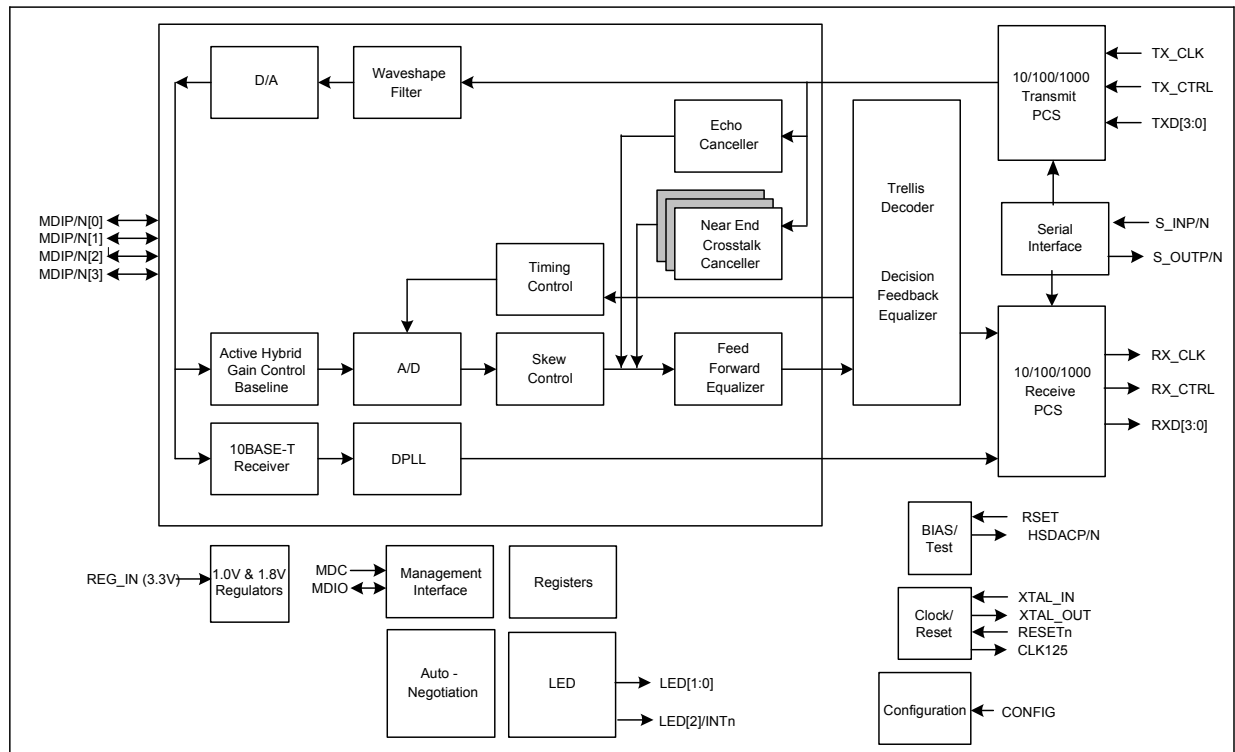 D/A
Waveshape
Filter
10/100/1000
Transmit
PCS
TX_CLK
TX_CTRL
TXD[3:0]
Echo
Canceller
Trellis
Decoder
Decision
Feedback
Equalizer
MDIP/N[0]
MDIP/N[1]
MDIP/N[2]
MDIP/N[3]
Near End
Crosstalk
Canceller
Serial
Interface
S_INP/N
S_OUTP/N
Timing
Control
Active Hybrid
Gain Control
Baseline
A/D
Skew
Control
Feed
Forward
Equalizer
10/100/1000
Receive
PCS
RX_CLK
RX_CTRL
RXD[3:0]
10BASE-T
Receiver
DPLL
BIAS/
Test
RSET
HSDACP/N
REG_IN (3.3V)
1.0V & 1.8V
Regulators
MDC
MDIO
Management
Interface
Registers
Clock/
Reset
XTAL_IN
XTAL_OUT
RESETn
CLK125
Auto -
Negotiation
LED
LED[1:0]
LED[2]/INTn
Configuration
CONFIG